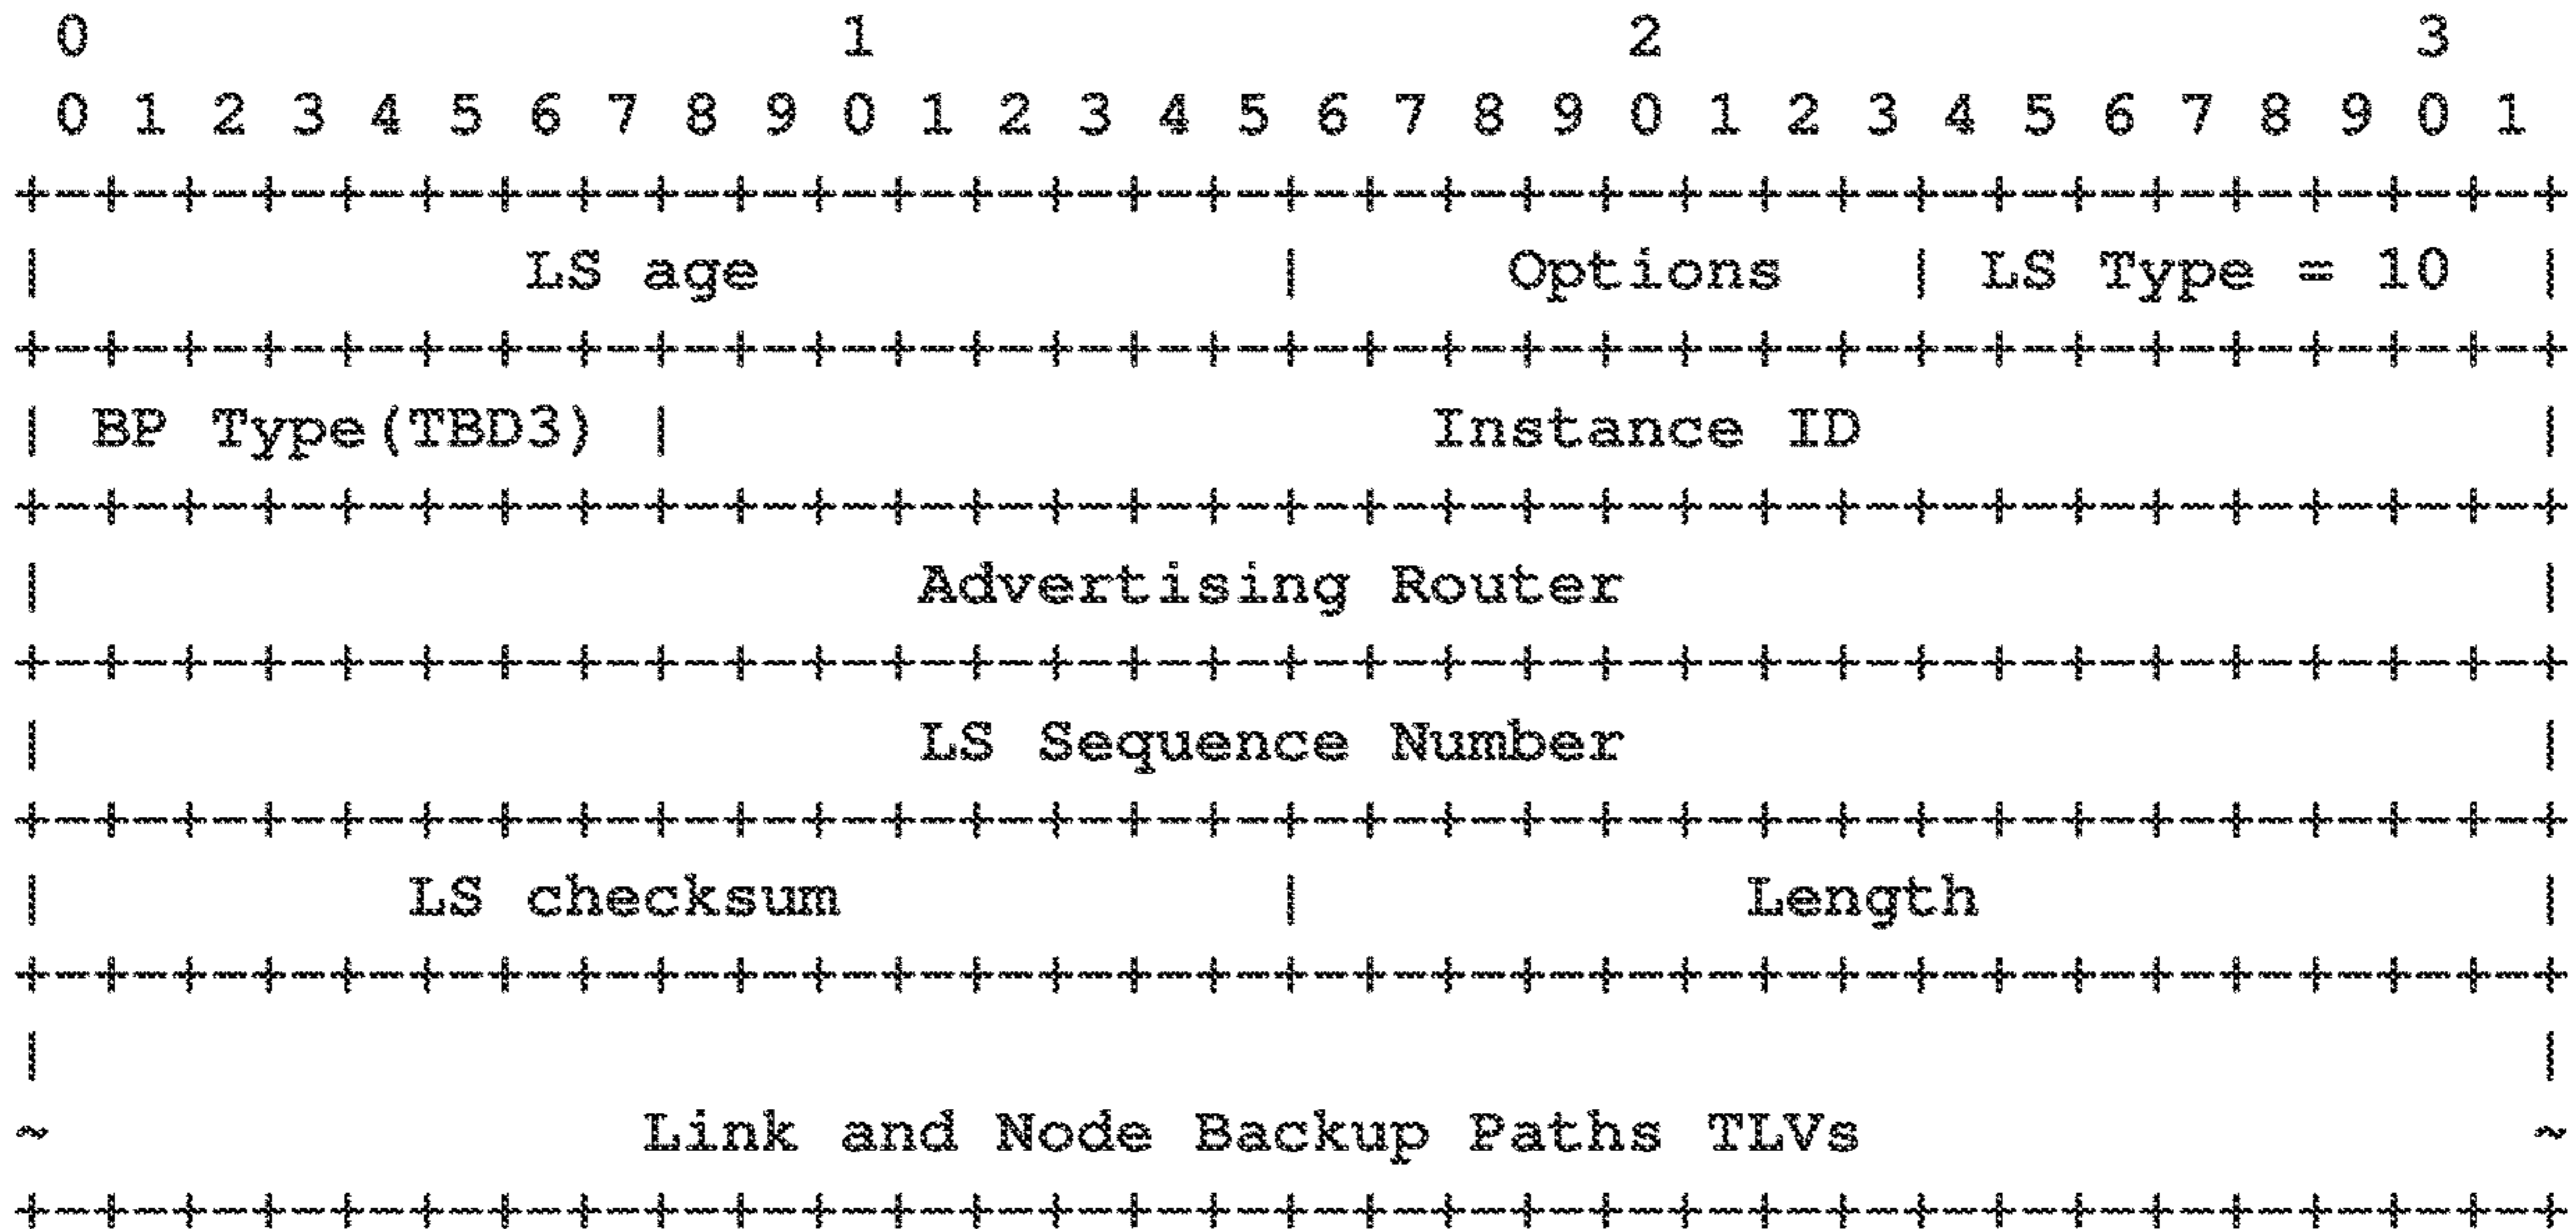 0                   1                   2                   3
 0 1 2 3 4 5 6 7 8 9 0 1 2 3 4 5 6 7 8 9 0 1 2 3 4 5 6 7 8 9 0 1
+-+-+-+-+-+-+-+-+-+-+-+-+-+-+-+-+-+-+-+-+-+-+-+-+-+-+-+-+-+-+-+-+
|            LS age             |     Options   | LS Type = 10  |
+-+-+-+-+-+-+-+-+-+-+-+-+-+-+-+-+-+-+-+-+-+-+-+-+-+-+-+-+-+-+-+-+
| BP Type(TBD3) |                   Instance ID                 |
+-+-+-+-+-+-+-+-+-+-+-+-+-+-+-+-+-+-+-+-+-+-+-+-+-+-+-+-+-+-+-+-+
|                      Advertising Router                       |
+-+-+-+-+-+-+-+-+-+-+-+-+-+-+-+-+-+-+-+-+-+-+-+-+-+-+-+-+-+-+-+-+
|                      LS Sequence Number                       |
+-+-+-+-+-+-+-+-+-+-+-+-+-+-+-+-+-+-+-+-+-+-+-+-+-+-+-+-+-+-+-+-+
|         LS checksum           |           Length              |
+-+-+-+-+-+-+-+-+-+-+-+-+-+-+-+-+-+-+-+-+-+-+-+-+-+-+-+-+-+-+-+-+
|                                                               |
~               Link and Node Backup Paths TLVs                 ~
+-+-+-+-+-+-+-+-+-+-+-+-+-+-+-+-+-+-+-+-+-+-+-+-+-+-+-+-+-+-+-+-+